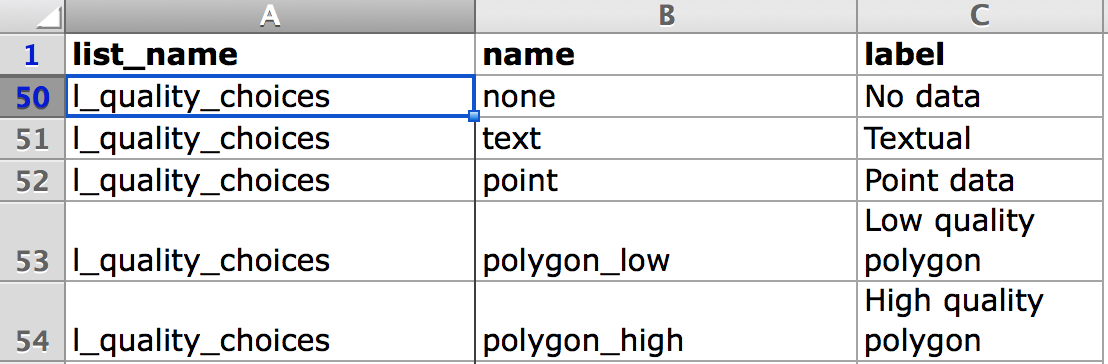 A B C
1 list_name name label
50 l_quality_choices none No data
51 l_quality_choices text Textual
52 l_quality_choices point Point data
Low quality
53 l_quality_choices polygon_low polygon
High quality
54 l_quality_choices polygon_high polygon